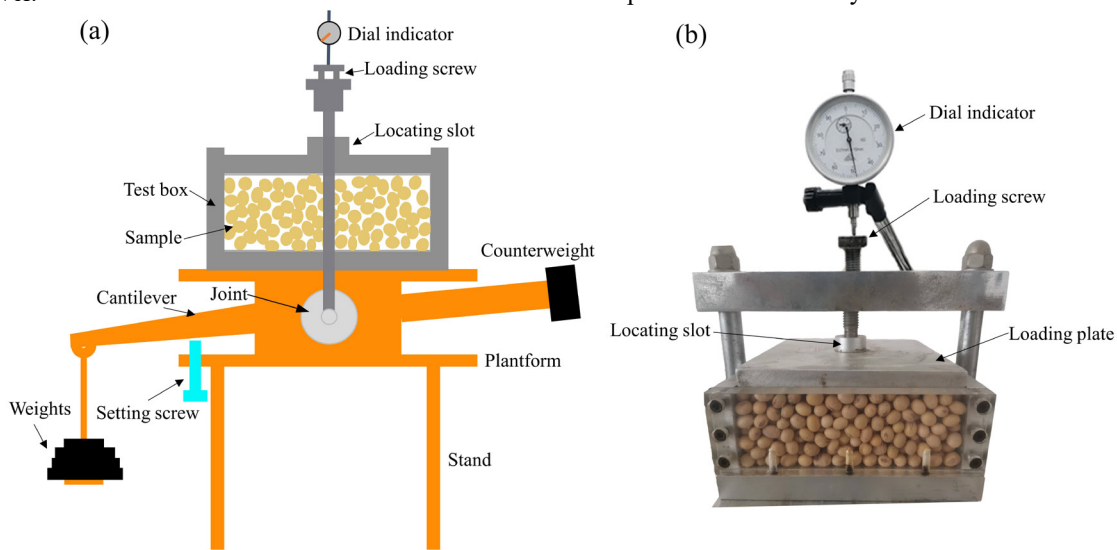 (a)
Dial indicator
Loading screw
Locating slot
Test box
Sample
Counterweight
Cantilever
Joint
Plantform
Weights
Setting screw
Stand
(b)
Dial indicator
Loading screw
Locating slot
Loading plate